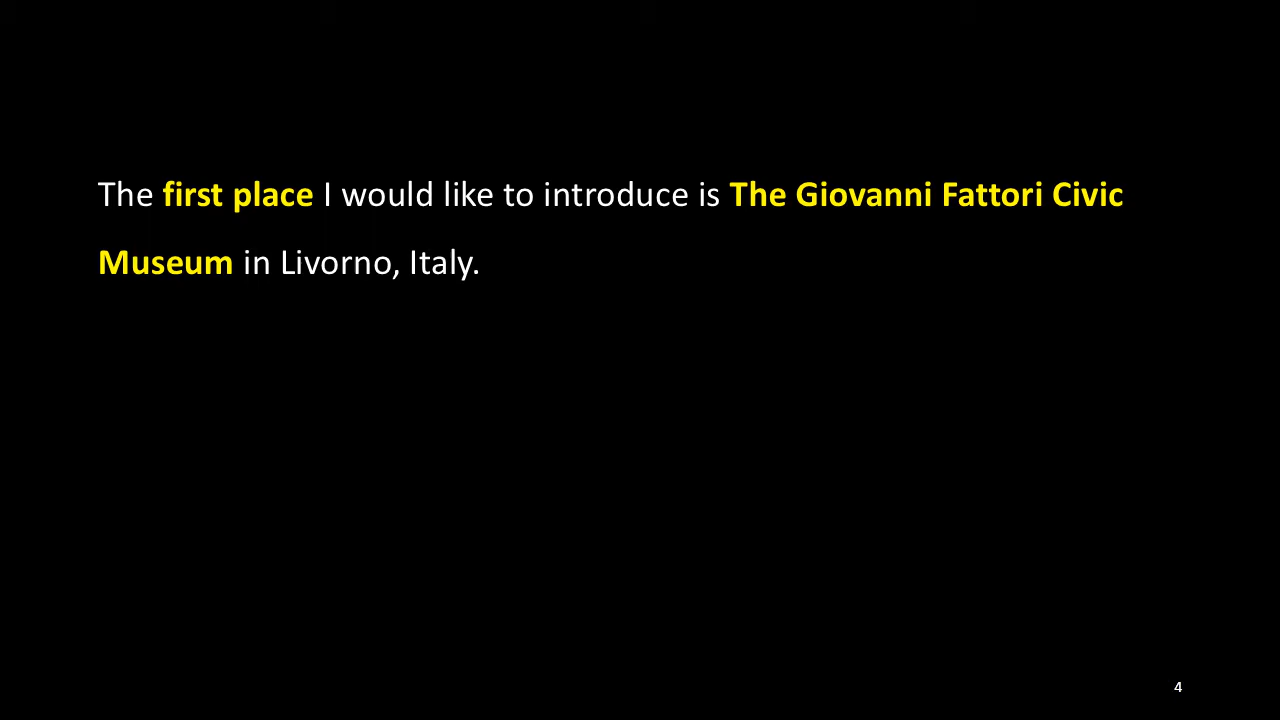 The first place I would like to introduce is The Giovanni Fattori Civic
Museum in Livorno, Italy.
4